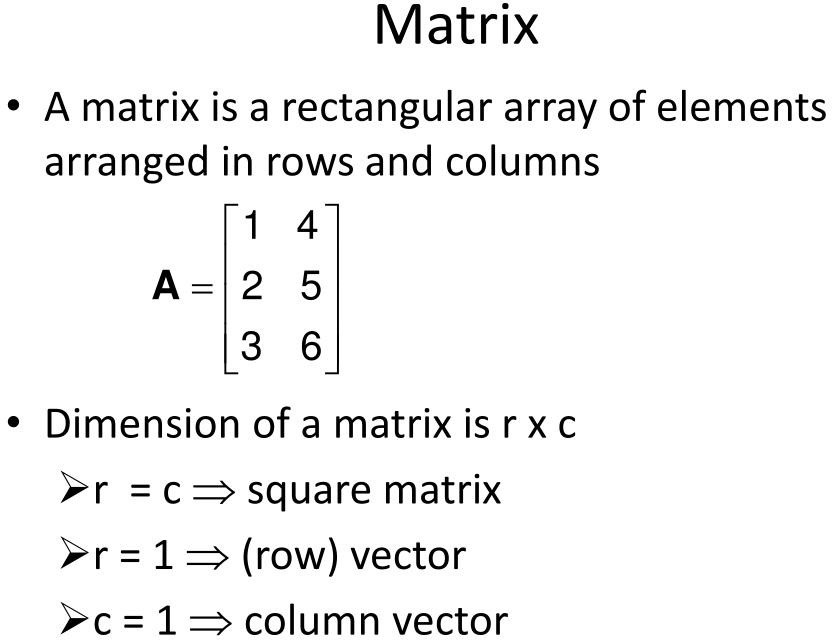 Matrix
• A matrix is a rectangular array of elements
arranged in rows and columns
1 4
A = 2 5
3 6
• Dimension of a matrix is r x c
➢r = c ⇒ square matrix
➢r = 1 ⇒ (row) vector
➢c = 1 ⇒ column vector